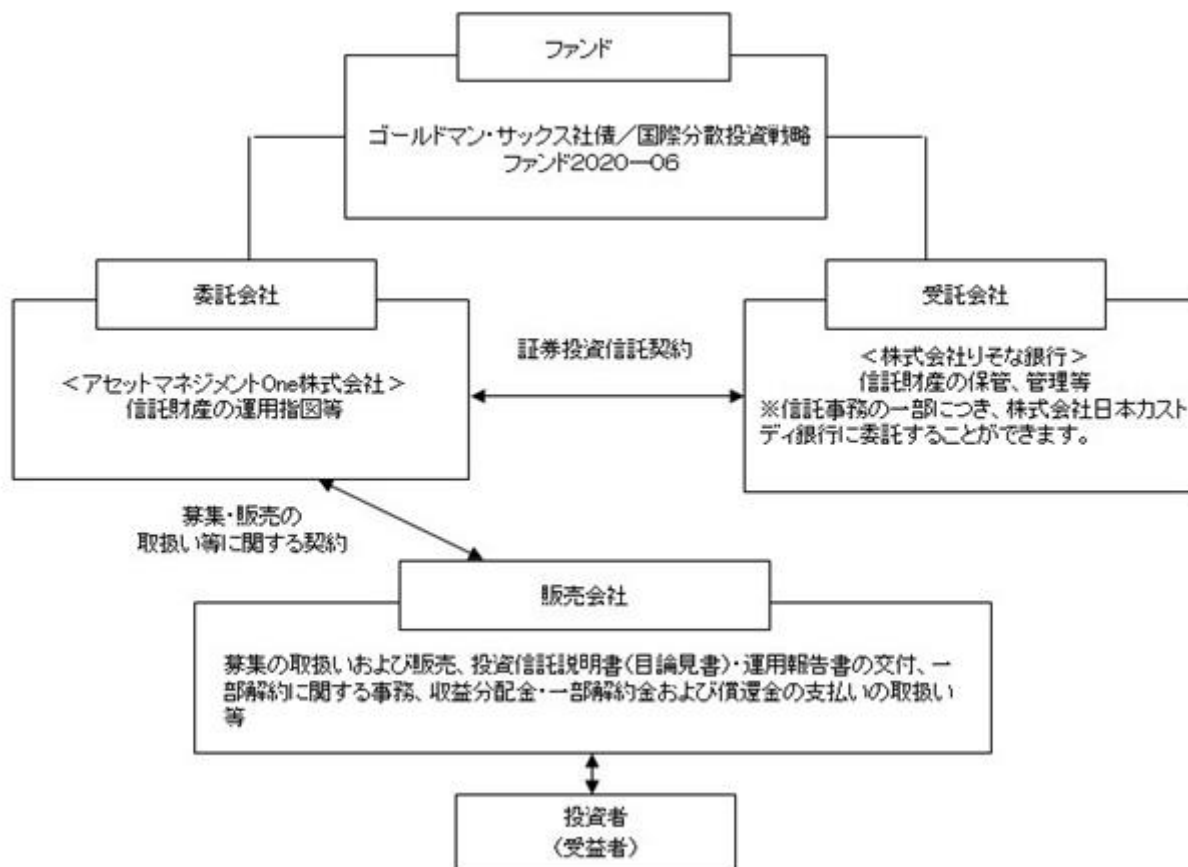 ファンド
ゴールドマン・サックス社債／国際分散投資戦略
ファンド2020―06
委託会社
＜アセットマネジメントOne株式会社＞
信託財産の運用指図等
証券投資信託契約
受託会社
＜株式会社りそな銀行＞
信託財産の保管、管理等
※信託事務の一部につき、株式会社日本カスト
ディ銀行に委託することができます。
募集・販売の
取扱い等に関する契約
販売会社
募集の取扱いおよび販売、投資信託説明書（目論見書）・運用報告書の交付、一
部解約に関する事務、収益分配金・一部解約金および償還金の支払いの取扱い
等
投資者
（受益者）